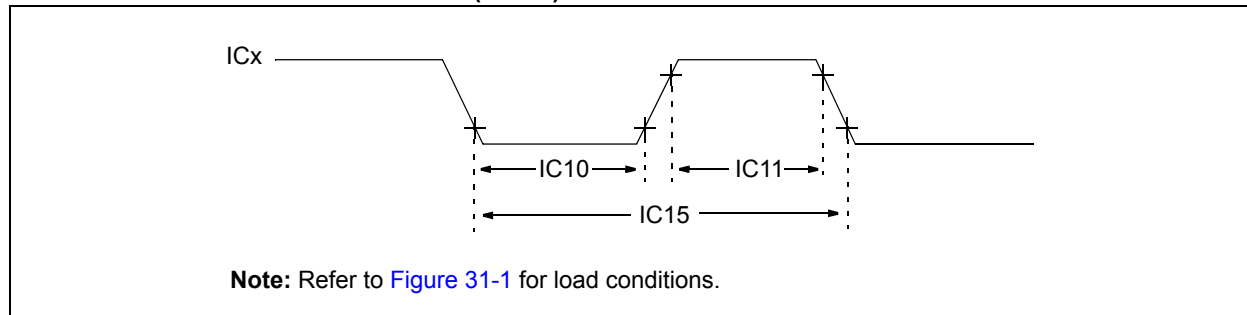 ICx
IC10
IC11
IC15
Note: Refer to Figure 31-1 for load conditions.